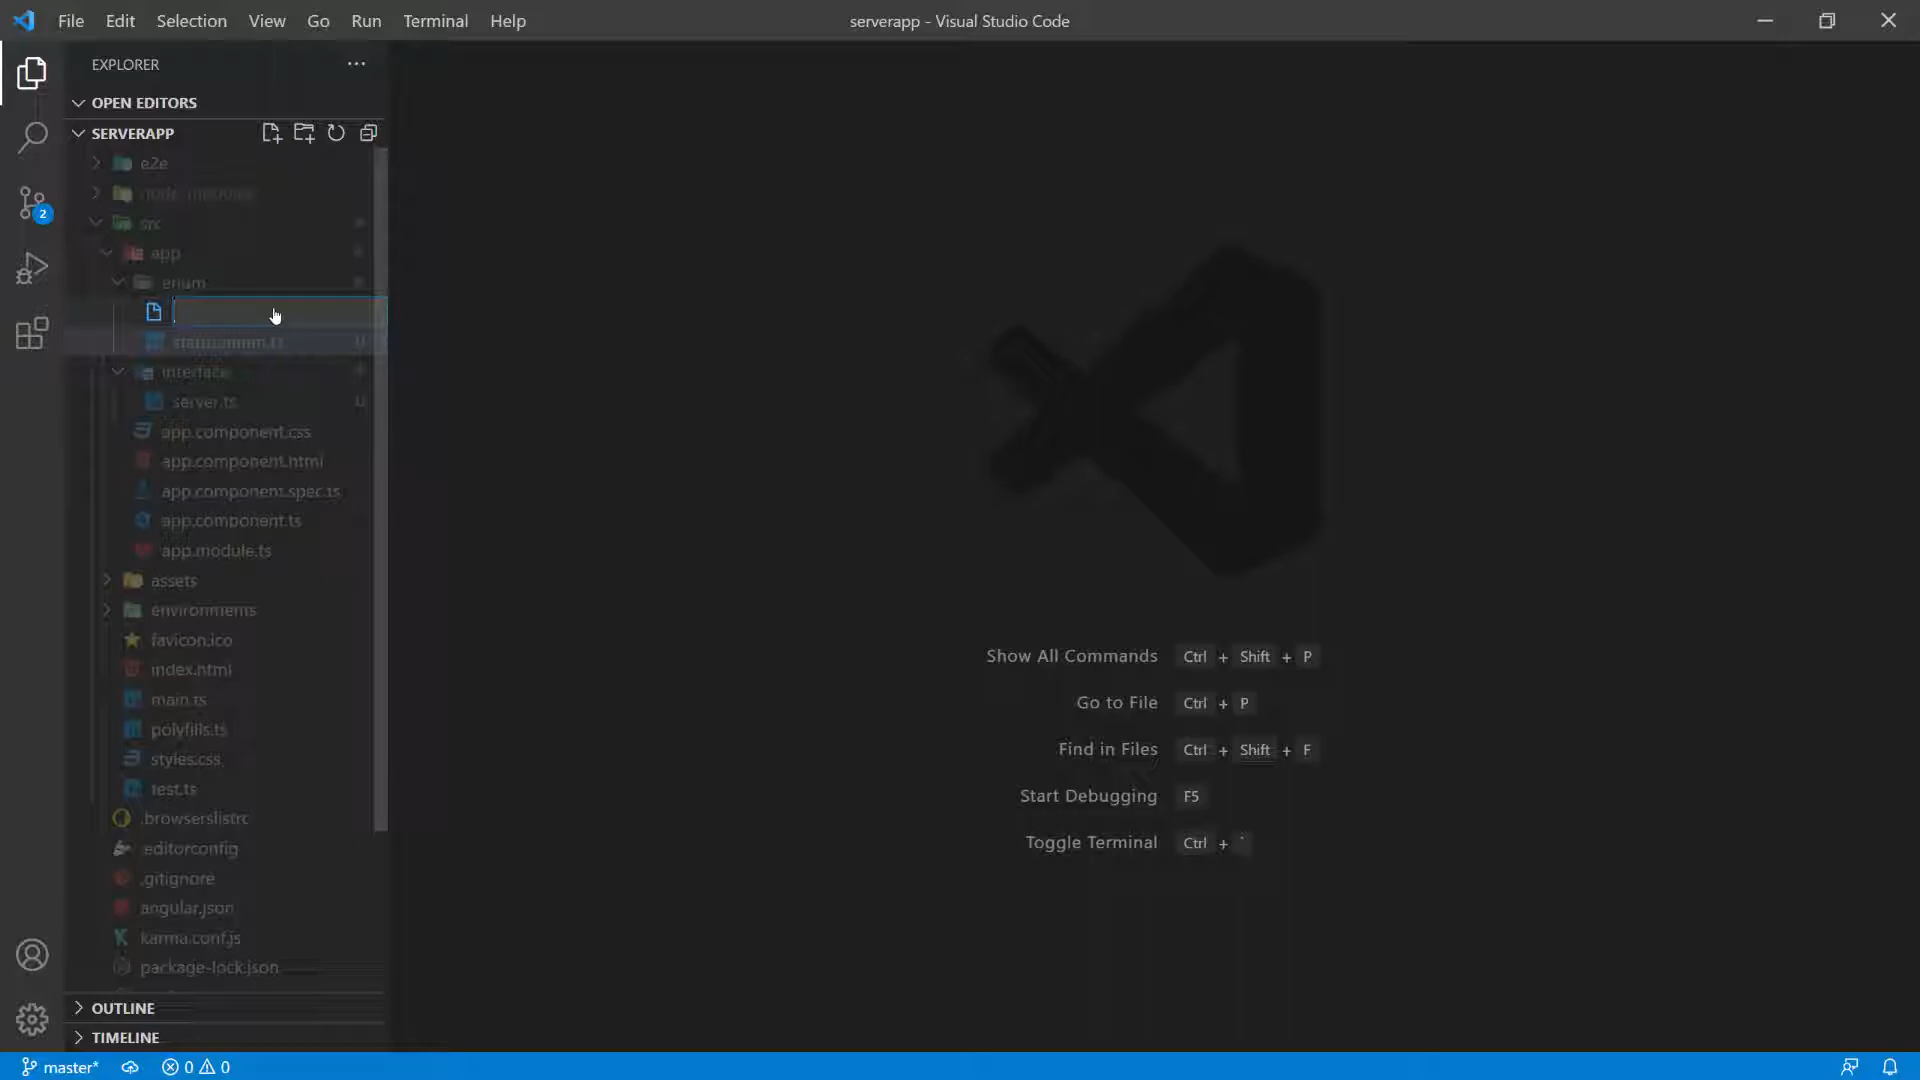 File Edit Selection View Go Run Terminal Help
serverapp - Visual Studio Code
EXPLORER
OPEN EDITORS
SERVERAPP
e2e
node_modules
src
app
enum
U
interface
server.ts U
app.component.css
app.component.html
app.component.spec.ts
app.component.ts
app.module.ts
assets
environments
favicon.ico
index.html
main.ts
polyfills.ts
styles.css
test.ts
.browserslistrc
.editorconfig
.gitignore
angular.json
karma.conf.js
package-lock.json
OUTLINE
TIMELINE
2
Show All Commands Ctrl + Shift + P
Go to File Ctrl + P
Find in Files Ctrl + Shift + F
Start Debugging F5
Toggle Terminal Ctrl + `
master* 0 0